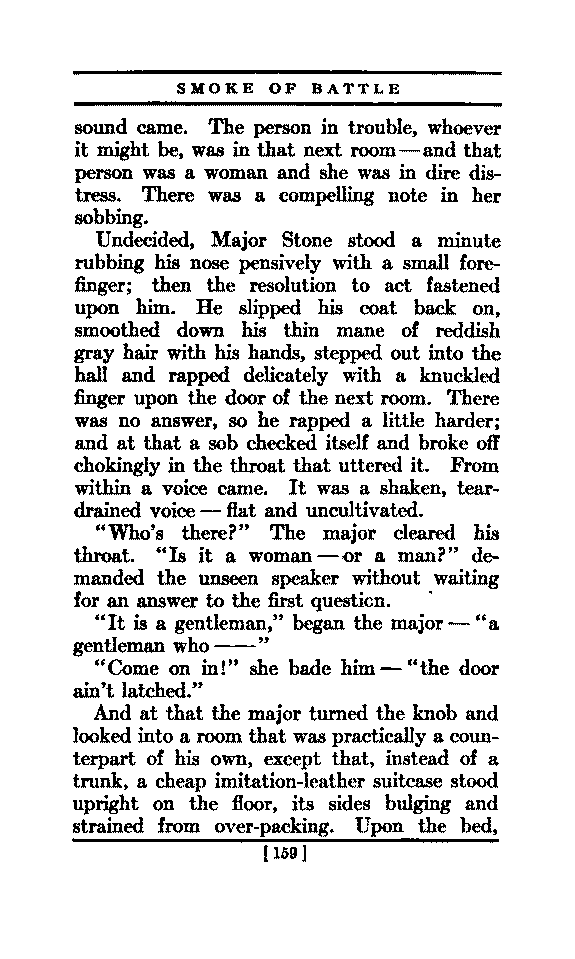 SMOKE OF BATTLE
sound came. The person in trouble, whoever
it might be, was in that next room—and that
person was a woman and she was in dire dis-
tress. There was a compelling note in her
sobbing.
Undecided, Major Stone stood a minute
rubbing his nose pensively with a small fore-
finger; then the resolution to act fastened
upon him. He slipped his coat back on,
smoothed down his thin mane of reddish
gray hair with his hands, stepped out into the
hall and rapped delicately with a knuckled
finger upon the door of the next room. There
was no answer, so he rapped a little harder;
and at that a sob checked itself and broke off
chokingly in the throat that uttered it. From
within a voice came. It was a shaken, tear-
drained voice — flat and uncultivated.
"Who's there?" The major cleared his
throat. "Is it a woman — or a man?" de-
manded the unseen speaker without waiting
for an answer to the first question.
"It is a gentleman," began the major — "a
gentleman who ——"
"Come on in!" she bade him — "the door
ain't latched."
And at that the major turned the knob and
looked into a room that was practically a coun-
terpart of his own, except that, instead of a
trunk, a cheap imitation-leather suitcase stood
upright on the floor, its sides bulging and
strained from over-packing. Upon the bed,
[ 159 ]